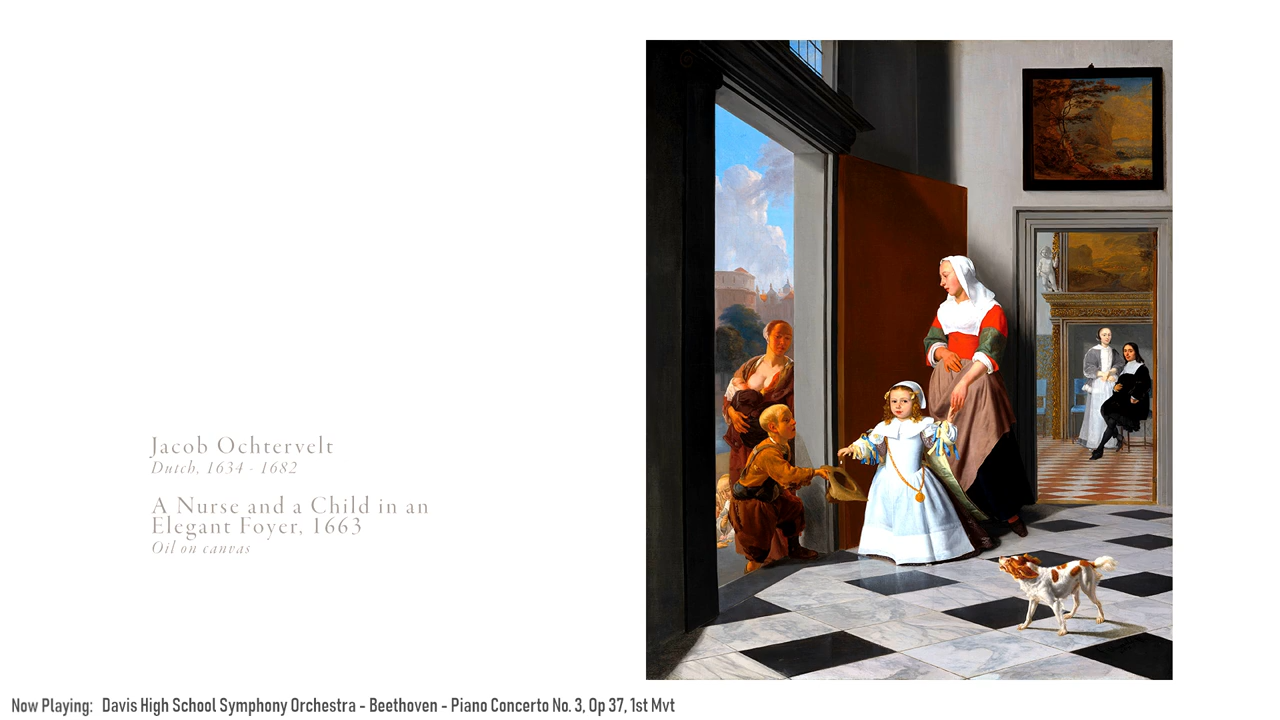 Jacob Ochtervelt
Dutch, 1634 - 1682
A Nurse and a Child in an
Elegant Foyer, 1663
Oil on canvas
Now Playing: Davis High School Symphony Orchestra - Beethoven - Piano Concerto No. 3, Op 37, 1st Mvt